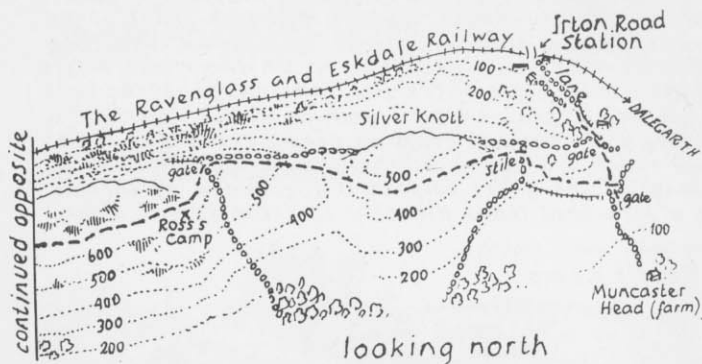 Irton Road
Station
The Ravenglass and Eskdale Railway
100
200
lane
DALEGARTH
Silver Knott
gate
500
stile
gate
500
400
400
gate
Ross's
Camp
300
100
600
200
500
400
300
200
Muncaster
Head (farm)
continued opposite
looking north